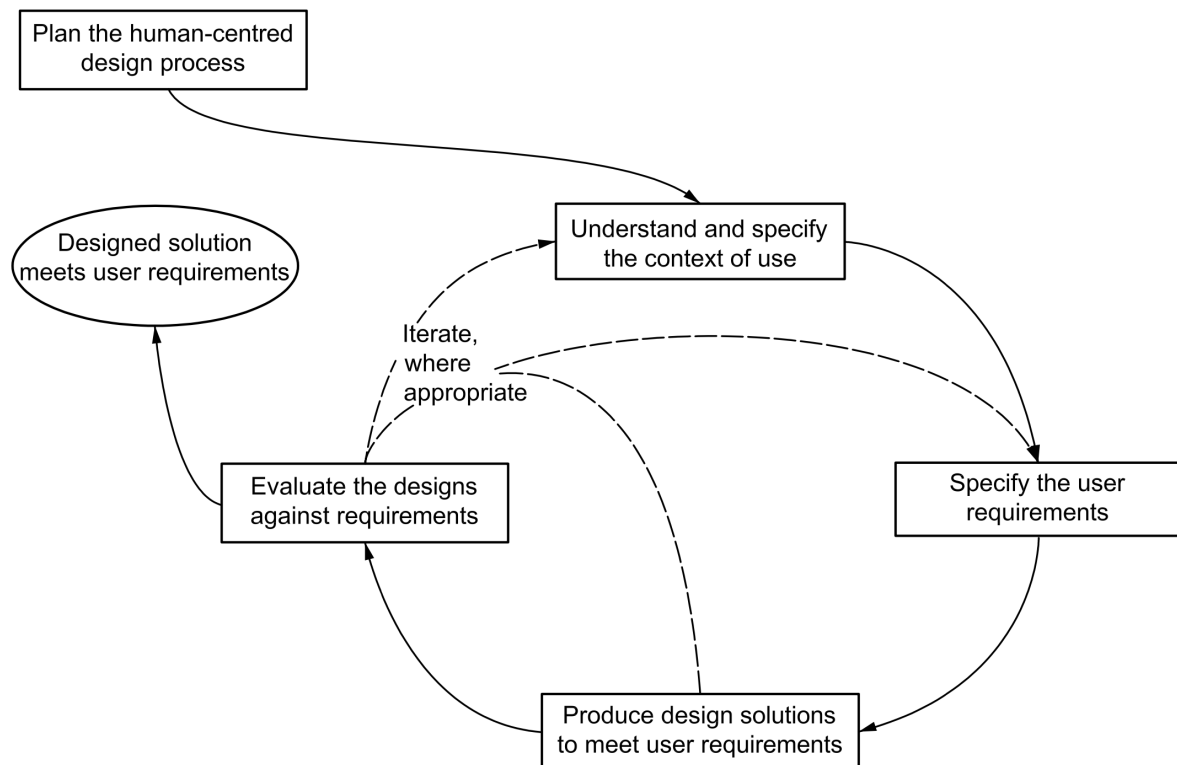 Plan the human-centred
design process
Understand and specify
the context of use
Designed solution
meets user requirements
Iterate,
where
appropriate
Evaluate the designs
against requirements
Specify the user
requirements
Produce design solutions
to meet user requirements